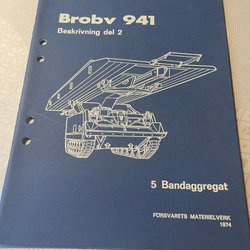 Brobv 941
Beskrivning del 2
5 Bandaggregat
FÖRSVARETS MATERIELVERK
1974